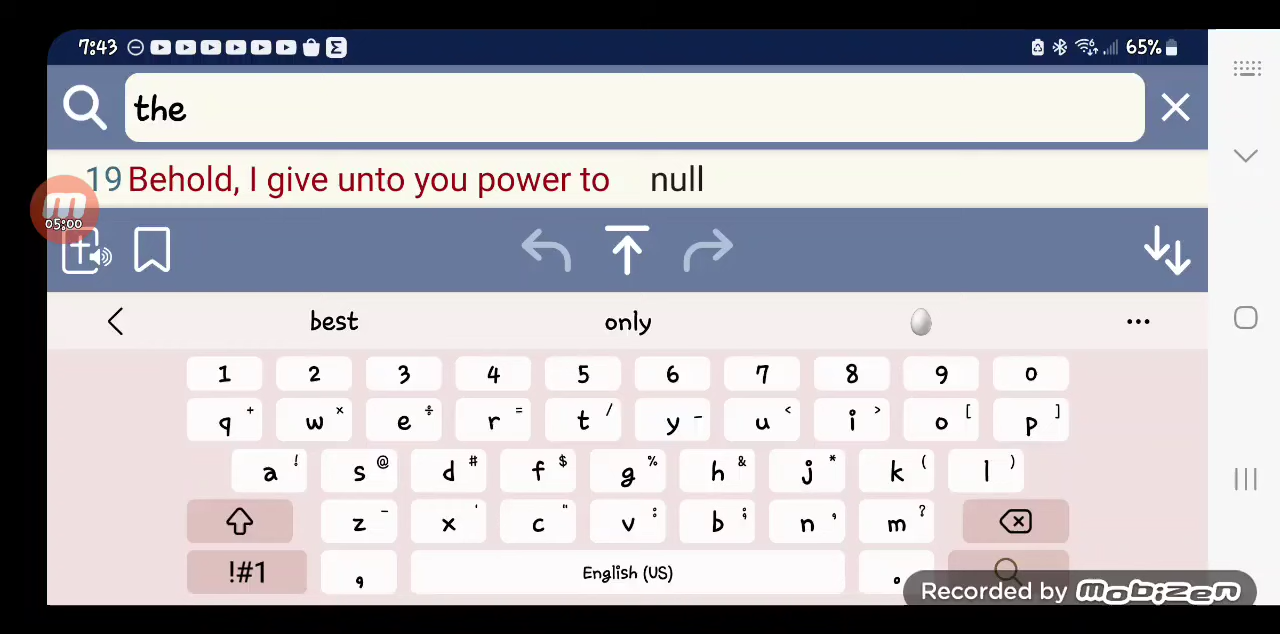 7:43 65%
the
19 Behold, I give unto you power to null
05:00
best only
1 2 3 4 5 6 7 8 9 0
q + w × e ÷ r = t / y - u < i > o [ p ]
a ! s @ d # f $ g % h & j * k ( l )
z - x ' c " v : b ; n , m ?
!#1 , English (US) .
Recorded by mobizen